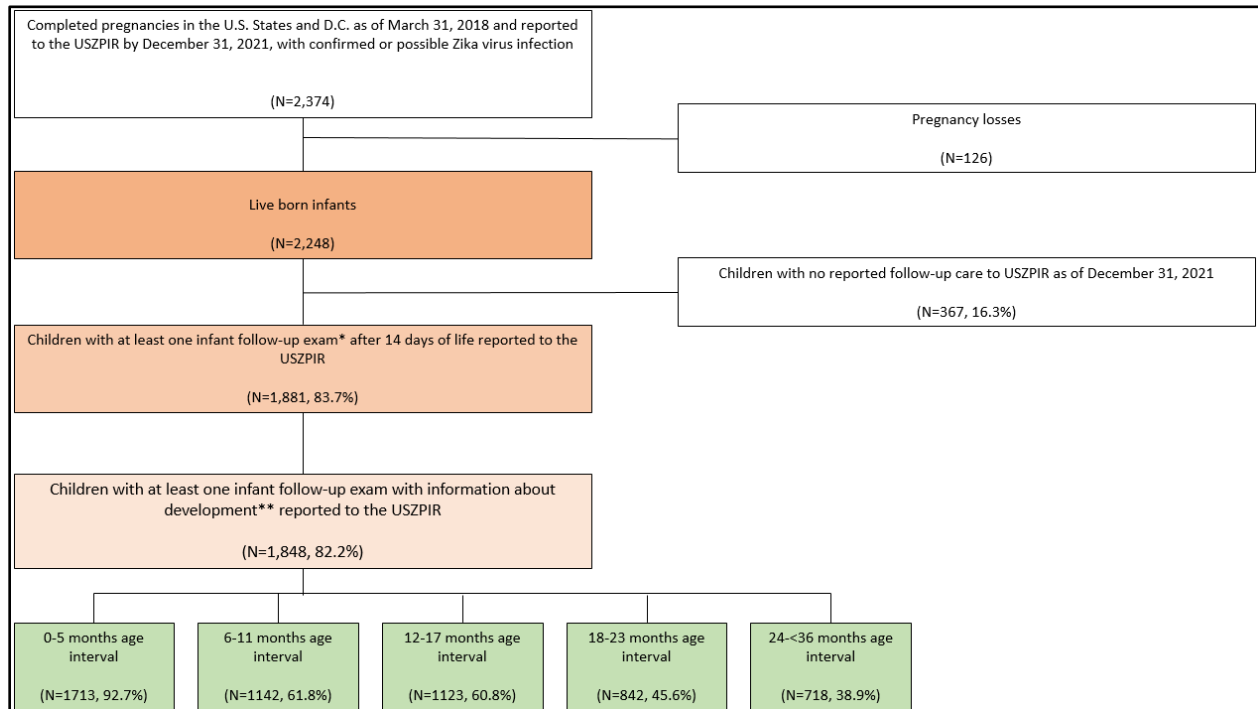 Completed pregnancies in the U.S. States and D.C. as of March 31, 2018 and reported
to the USZPIR by December 31, 2021, with confirmed or possible Zika virus infection
(N=2,374)
Pregnancy losses
(N=126)
Live born infants
(N=2,248)
Children with no reported follow-up care to USZPIR as of December 31, 2021
(N=367, 16.3%)
Children with at least one infant follow-up exam* after 14 days of life reported to the
USZPIR
(N=1,881, 83.7%)
Children with at least one infant follow-up exam with information about
development** reported to the USZPIR
(N=1,848, 82.2%)
0-5 months age
interval
(N=1713, 92.7%)
6-11 months age
interval
(N=1142, 61.8%)
12-17 months age
interval
(N=1123, 60.8%)
18-23 months age
interval
(N=842, 45.6%)
24-<36 months age
interval
(N=718, 38.9%)